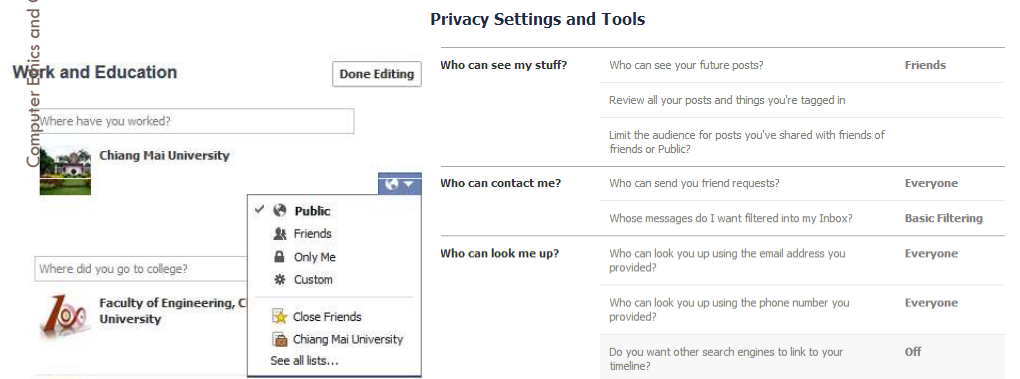 Computer Ethics and
Work and Education
Done Editing
Where have you worked?
Chiang Mai University
Public
Friends
Only Me
Custom
Close Friends
Chiang Mai University
See all lists...
Where did you go to college?
Faculty of Engineering, C
University
Privacy Settings and Tools
Who can see my stuff?
Who can see your future posts?
Friends
Review all your posts and things you're tagged in
Limit the audience for posts you've shared with friends of
friends or Public?
Who can contact me?
Who can send you friend requests?
Everyone
Whose messages do I want filtered into my Inbox?
Basic Filtering
Who can look me up?
Who can look you up using the email address you
provided?
Everyone
Who can look you up using the phone number you
provided?
Everyone
Do you want other search engines to link to your
timeline?
Off